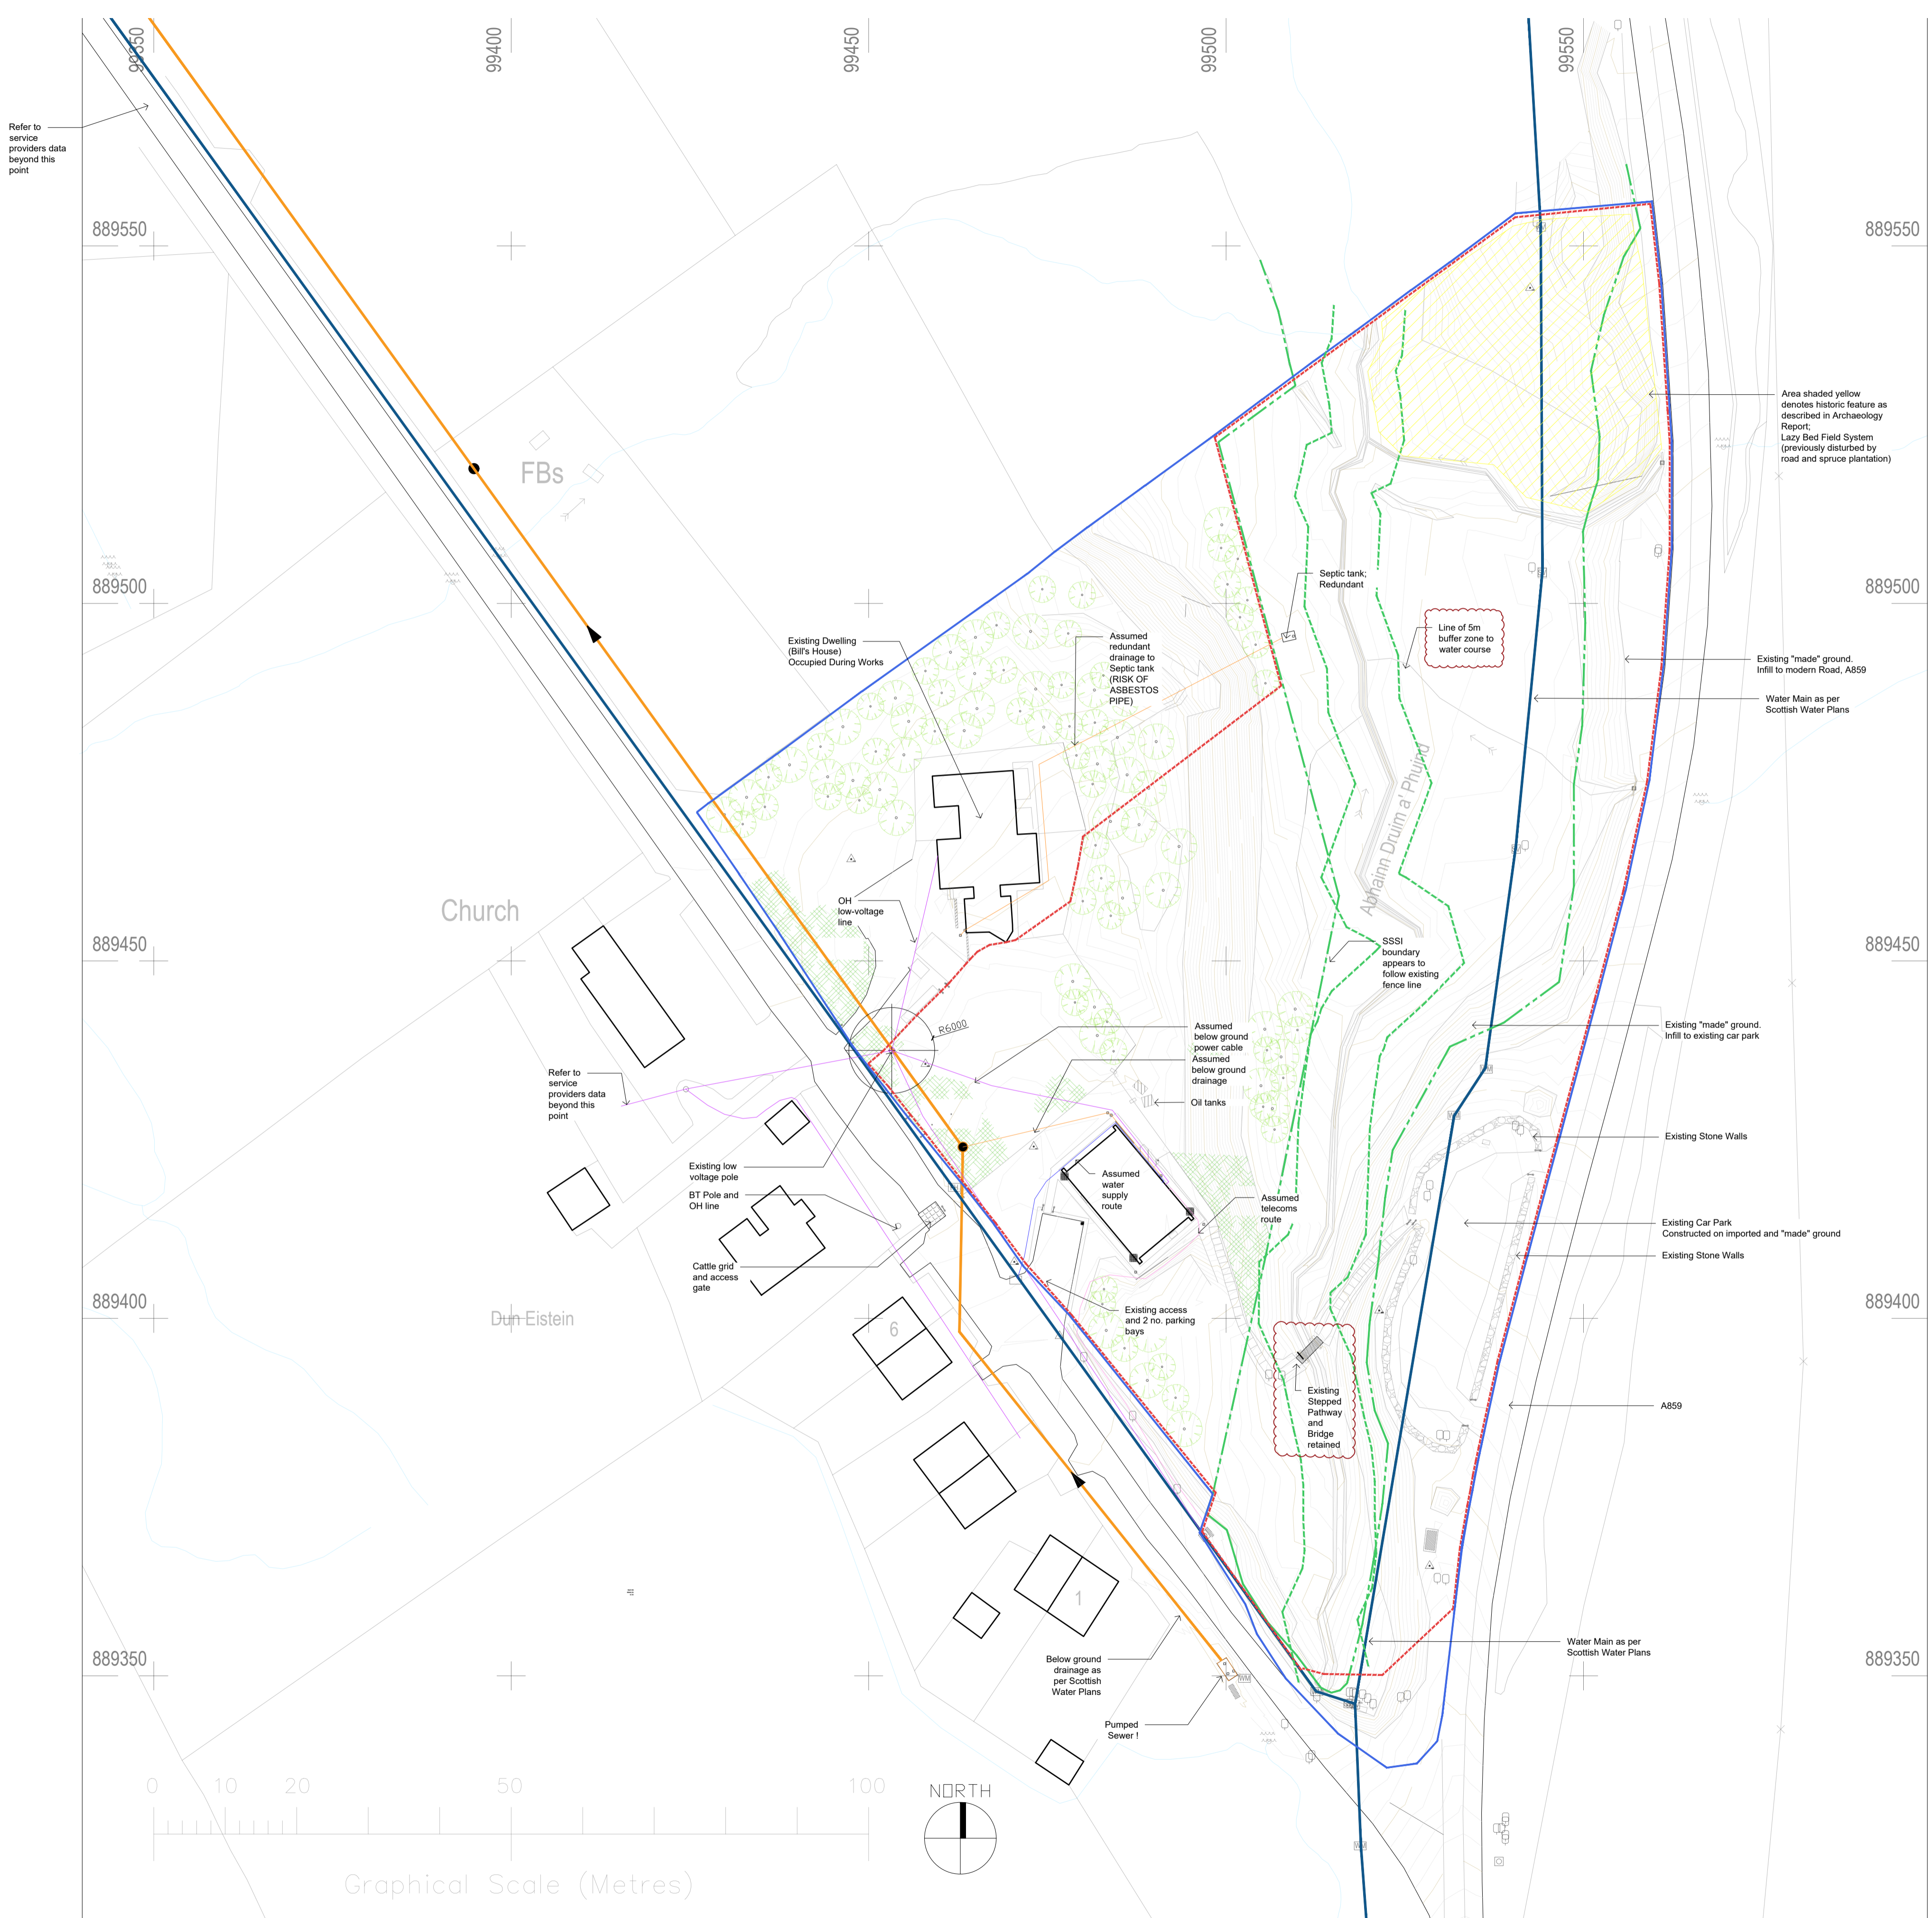 99350
99400
99450
99500
99550
Refer to
service
providers data
beyond this
point
889550
889550
Area shaded yellow
denotes historic feature as
described in Archaeology
Report;
Lazy Bed Field System
(previously disturbed by
road and spruce plantation)
FBs
Septic tank;
Redundant
889500
889500
Line of 5m
buffer zone to
water course
Existing Dwelling
(Bill's House)
Occupied During Works
Assumed
redundant
drainage to
Septic tank
(RISK OF
ASBESTOS
PIPE)
Existing "made" ground.
Infill to modern Road, A859
Water Main as per
Scottish Water Plans
Abhainn Druim a' Phuind
Church
OH
low-voltage
line
889450
889450
SSSI
boundary
appears to
follow existing
fence line
R6000
Assumed
below ground
power cable
Assumed
below ground
drainage
Existing "made" ground.
Infill to existing car park
Refer to
service
providers data
beyond this
point
Oil tanks
Existing Stone Walls
Existing low
voltage pole
BT Pole and
OH line
Assumed
water
supply
route
Assumed
telecoms
route
Existing Car Park
Constructed on imported and "made" ground
Existing Stone Walls
Cattle grid
and access
gate
889400
889400
Dun Eistein
6
Existing access
and 2 no. parking
bays
Existing
Stepped
Pathway
and
Bridge
retained
A859
1
Below ground
drainage as
per Scottish
Water Plans
Water Main as per
Scottish Water Plans
889350
889350
WM
Pumped
Sewer !
0 10 20 50 100
NORTH
WM
Graphical Scale (Metres)